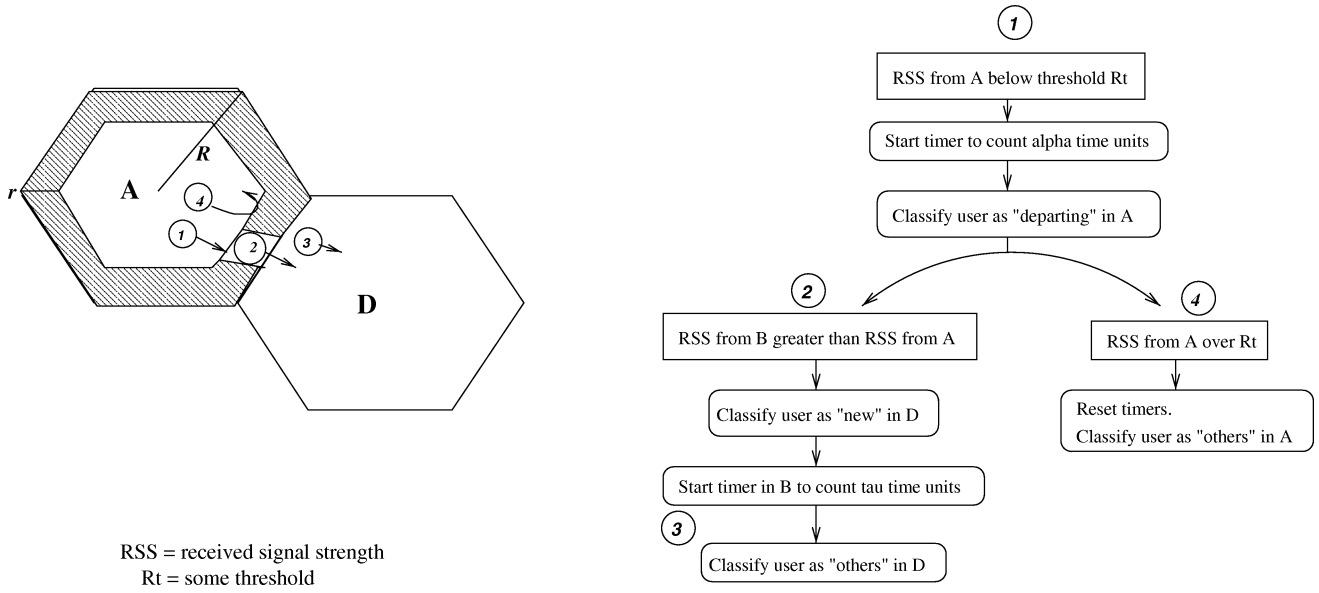 R
A
r
4
1
2
3
D
RSS = received signal strength
Rt = some threshold
1
RSS from A below threshold Rt
Start timer to count alpha time units
Classify user as "departing" in A
2
RSS from B greater than RSS from A
Classify user as "new" in D
Start timer in B to count tau time units
3
Classify user as "others" in D
4
RSS from A over Rt
Reset timers.
Classify user as "others" in A